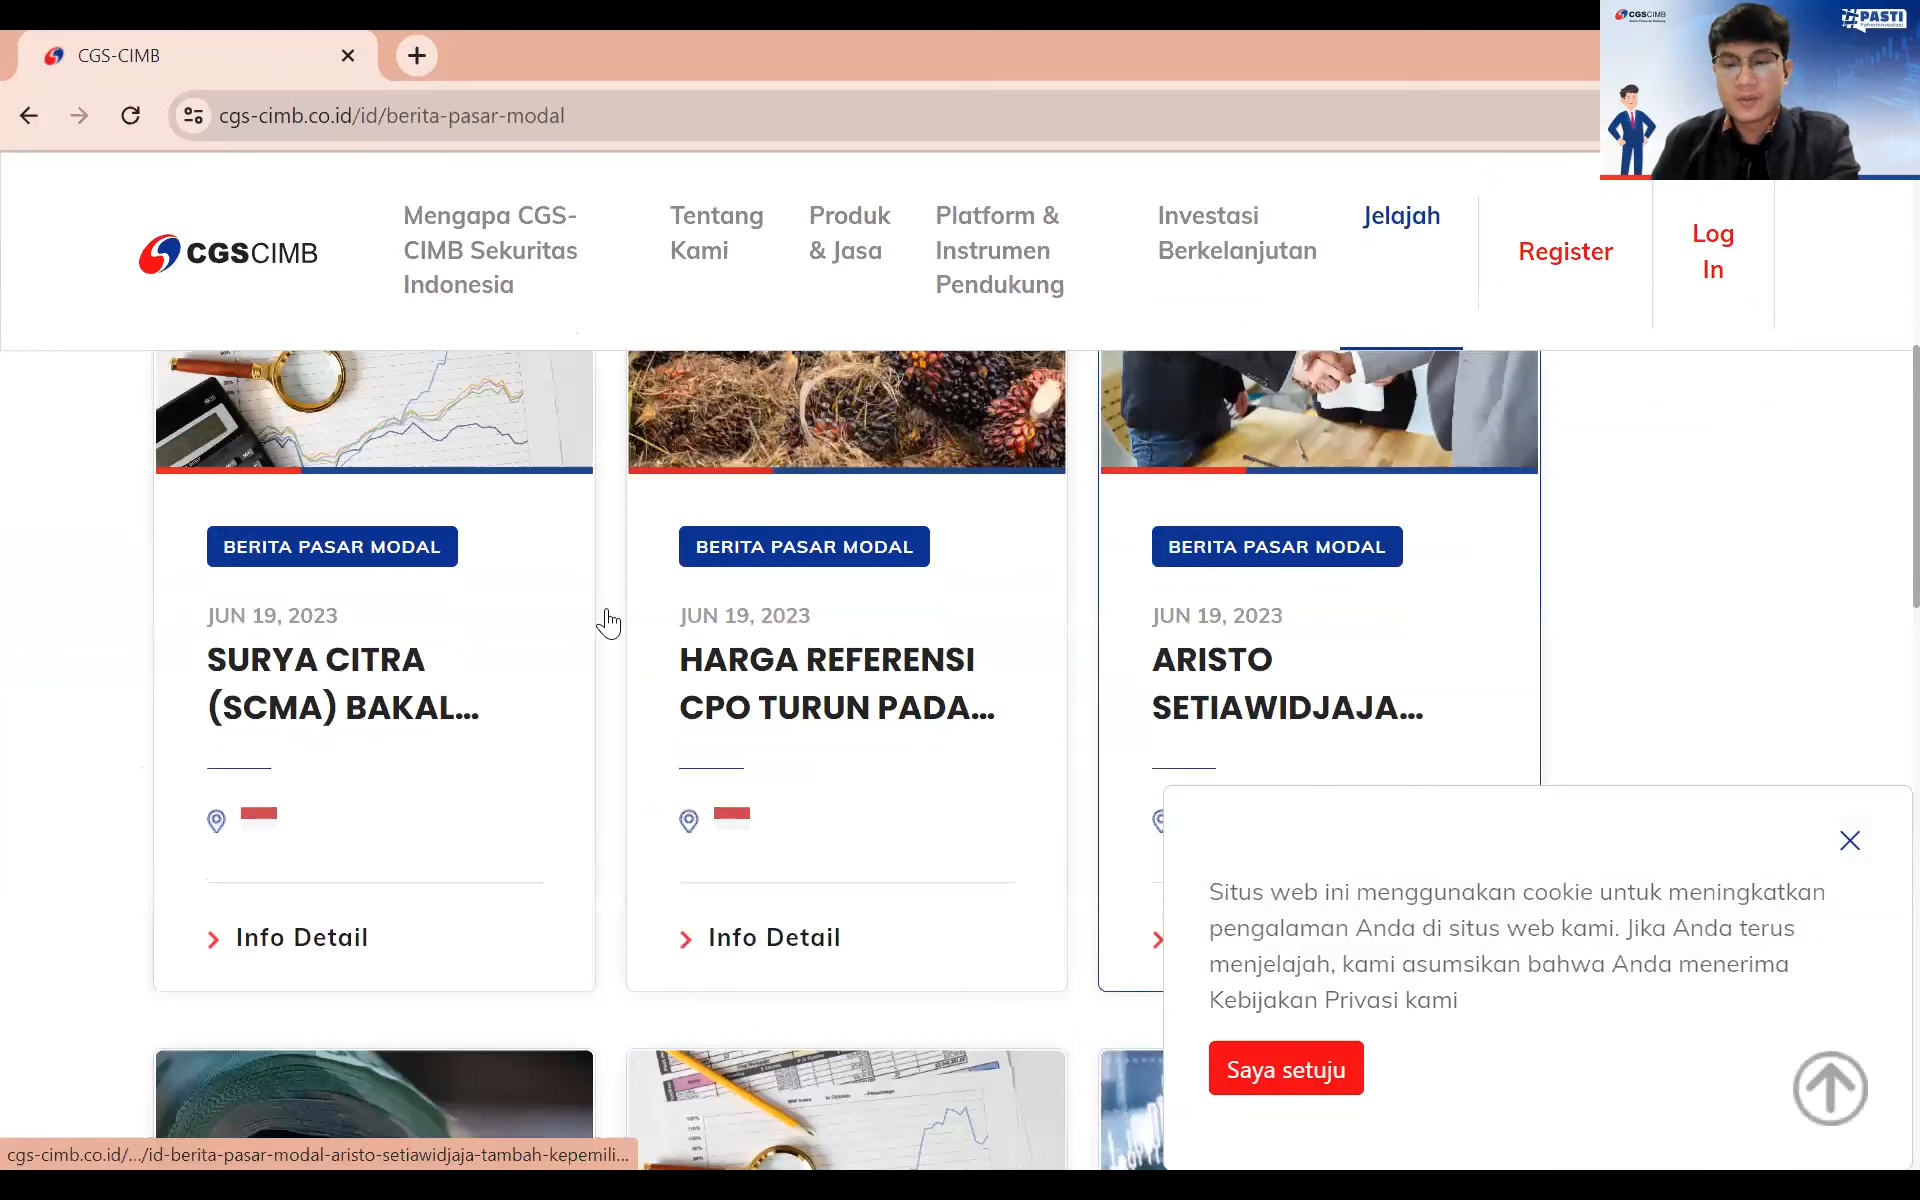 CGS-CIMB
cgs-cimb.co.id/id/berita-pasar-modal
CGSCIMB
#PASTI
CGSCIMB
Mengapa CGS-
CIMB Sekuritas
Indonesia
Tentang
Kami
Produk
& Jasa
Platform &
Instrumen
Pendukung
Investasi
Berkelanjutan
Jelajah
Register
Log
In
BERITA PASAR MODAL
JUN 19, 2023
SURYA CITRA
(SCMA) BAKAL...
Info Detail
BERITA PASAR MODAL
JUN 19, 2023
HARGA REFERENSI
CPO TURUN PADA...
Info Detail
BERITA PASAR MODAL
JUN 19, 2023
ARISTO
SETIAWIDJAJA...
Situs web ini menggunakan cookie untuk meningkatkan
pengalaman Anda di situs web kami. Jika Anda terus
menjelajah, kami asumsikan bahwa Anda menerima
Kebijakan Privasi kami
Saya setuju
cgs-cimb.co.id/.../id-berita-pasar-modal-aristo-setiawidjaja-tambah-kepemili...